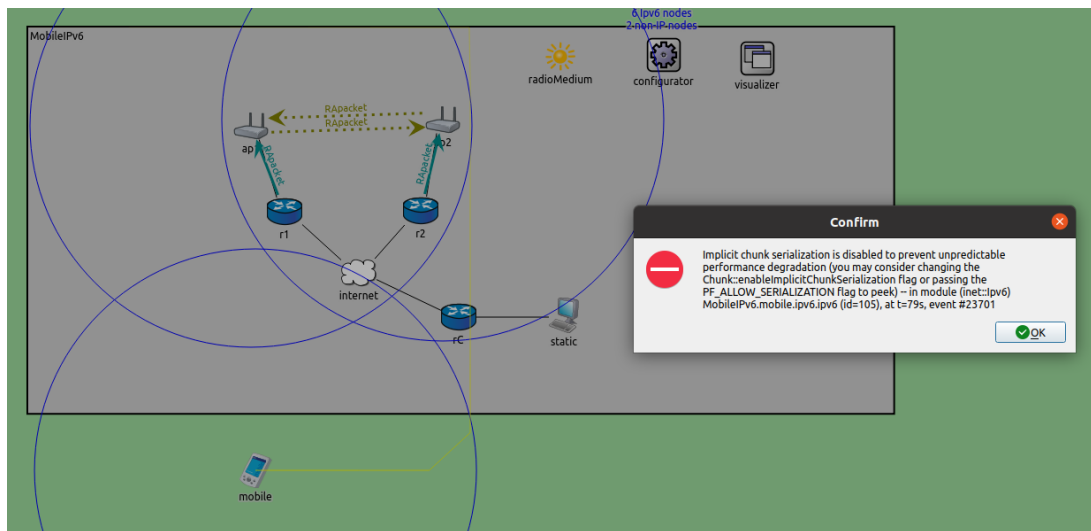 6 Ipv6 nodes
2 non-IP nodes
MobileIPv6
radioMedium
configurator
visualizer
RApacket
RApacket
ap
p2
RApacket
RApacket
r1
r2
internet
rC
static
mobile
Confirm
Implicit chunk serialization is disabled to prevent unpredictable
performance degradation (you may consider changing the
Chunk::enableImplicitChunkSerialization flag or passing the
PF_ALLOW_SERIALIZATION flag to peek) -- in module (inet::Ipv6)
MobileIPv6.mobile.ipv6.ipv6 (id=105), at t=79s, event #23701
OK